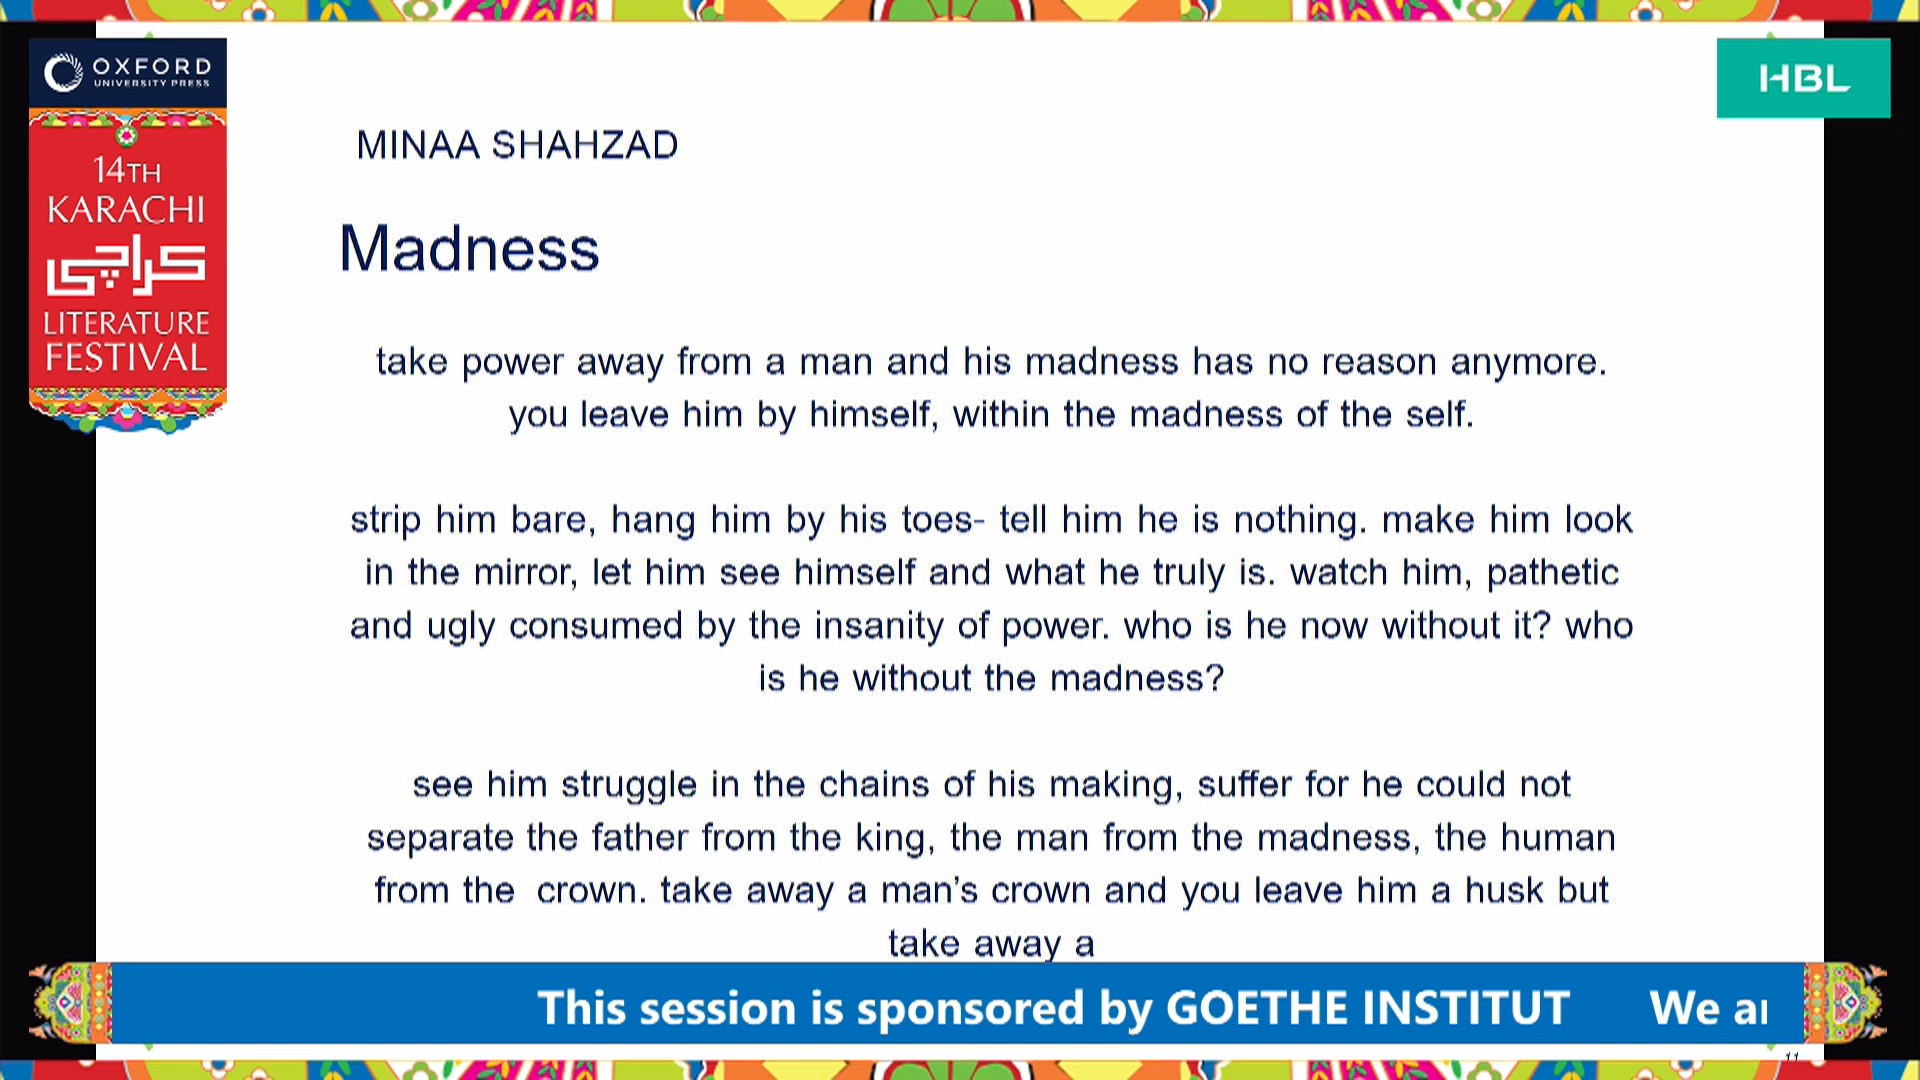 OXFORD
UNIVERSITY PRESS
14TH
KARACHI
کراچی
LITERATURE
FESTIVAL
HBL
MINAA SHAHZAD
Madness
take power away from a man and his madness has no reason anymore.
you leave him by himself, within the madness of the self.
strip him bare, hang him by his toes- tell him he is nothing. make him look
in the mirror, let him see himself and what he truly is. watch him, pathetic
and ugly consumed by the insanity of power. who is he now without it? who
is he without the madness?
see him struggle in the chains of his making, suffer for he could not
separate the father from the king, the man from the madness, the human
from the  crown. take away a man’s crown and you leave him a husk but
take away a
This session is sponsored by GOETHE INSTITUT We